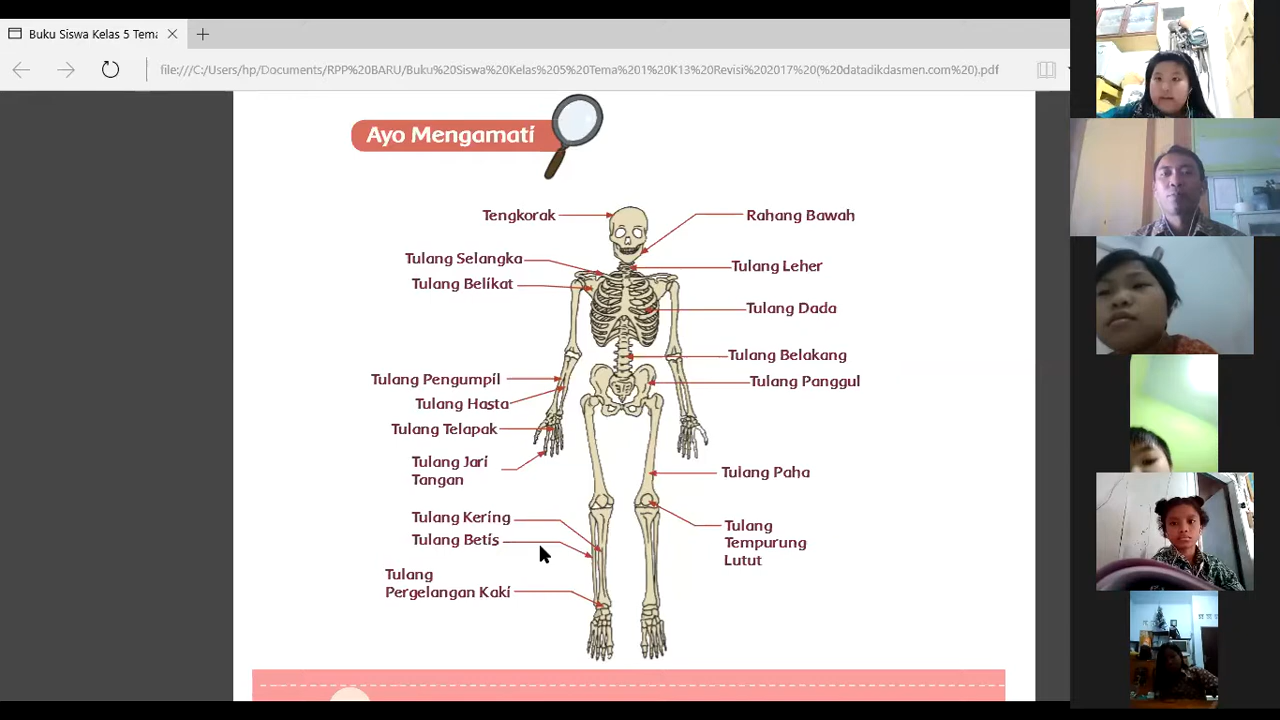 Buku Siswa Kelas 5 Tema
file:///C:/Users/hp/Documents/RPP%20BARU/Buku%20Siswa%20Kelas%205%20Tema%201%20K13%20Revisi%202017%20(%20datadikdasmen.com%20).pdf
Ayo Mengamati
Tengkorak
Rahang Bawah
Tulang Selangka
Tulang Leher
Tulang Belikat
Tulang Dada
Tulang Belakang
Tulang Pengumpil
Tulang Panggul
Tulang Hasta
Tulang Telapak
Tulang Jari
Tangan
Tulang Paha
Tulang Kering
Tulang Betis
Tulang
Tempurung
Lutut
Tulang
Pergelangan Kaki